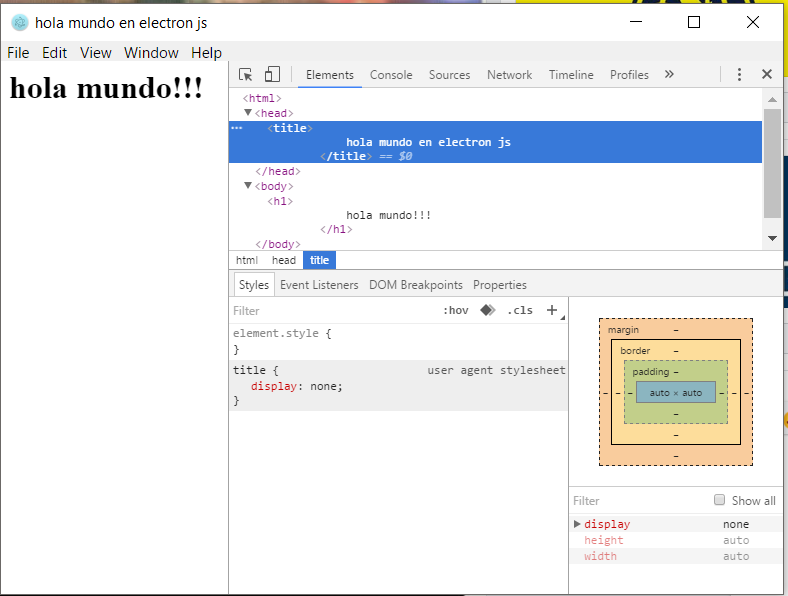 hola mundo en electron js
File Edit View Window Help
hola mundo!!!
Elements Console Sources Network Timeline Profiles »
<html>
▼<head>
… <title>
hola mundo en electron js
</title> == $0
</head>
▼<body>
<h1>
hola mundo!!!
</h1>
</body>
html head title
Styles Event Listeners DOM Breakpoints Properties
Filter :hov .cls +
element.style {
}
title { user agent stylesheet
display: none;
}
margin –
border –
padding –
– – – auto × auto – – –
–
–
–
Filter Show all
▶ display none
height auto
width auto